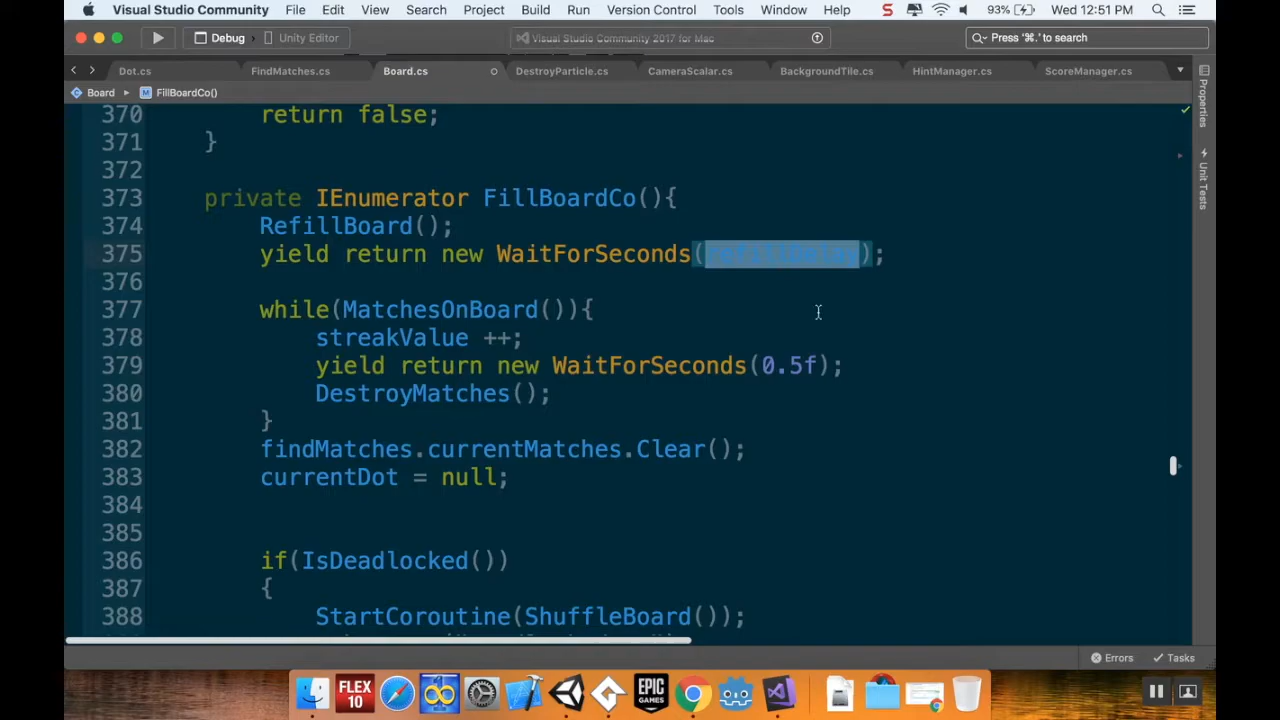 Visual Studio Community File Edit View Search Project Build Run Version Control Tools Window Help S 93% Wed 12:51 PM
Debug Unity Editor Visual Studio Community 2017 for Mac Press '⌘.' to search
Dot.cs FindMatches.cs Board.cs DestroyParticle.cs CameraScalar.cs BackgroundTile.cs HintManager.cs ScoreManager.cs
Board FillBoardCo()
370 return false;
371 }
372
373 private IEnumerator FillBoardCo(){
374 RefillBoard();
375 yield return new WaitForSeconds(refillDelay);
376
377 while(MatchesOnBoard()){
378 streakValue ++;
379 yield return new WaitForSeconds(0.5f);
380 DestroyMatches();
381 }
382 findMatches.currentMatches.Clear();
383 currentDot = null;
384
385
386 if(IsDeadlocked())
387 {
388 StartCoroutine(ShuffleBoard());
Properties
Unit Tests
Errors Tasks
FLEX 10
EPIC GAMES